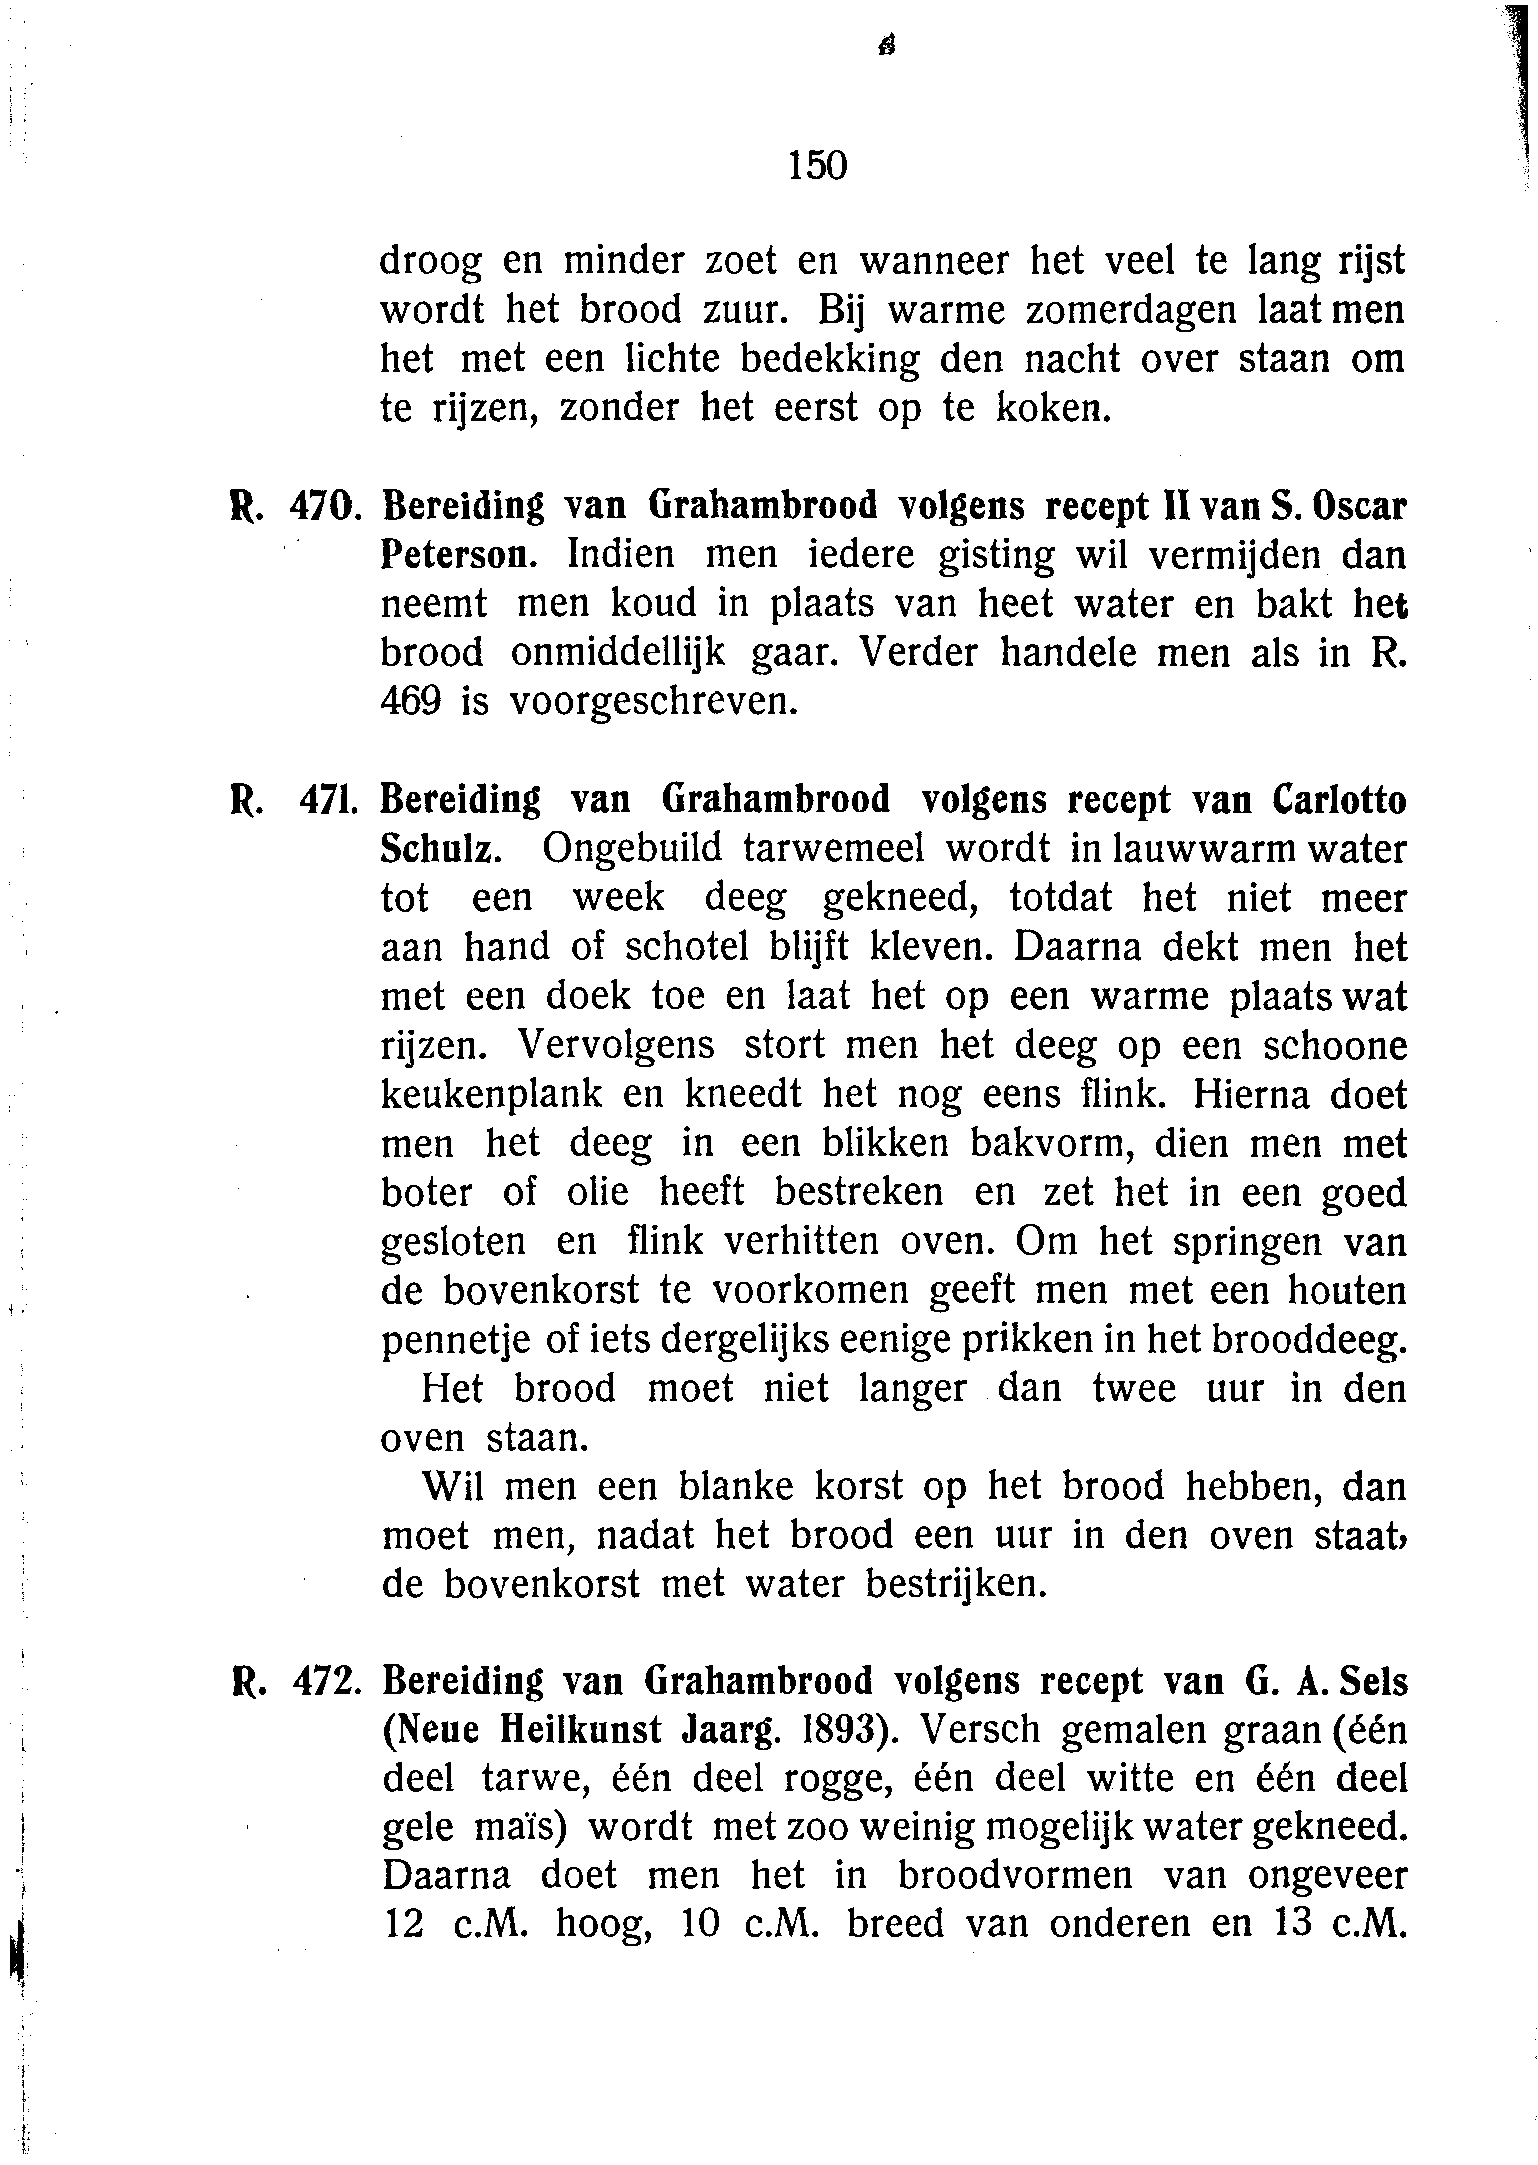 150
droog en minder zoet en wanneer het veel te lang rijst
wordt het brood zuur. Bij warme zomerdagen laat men
het met een lichte bedekking den nacht over staan om
te rijzen, zonder het eerst op te koken.
R. 470. Bereiding van Grahambrood volgens recept II van S. Oscar
Peterson. Indien men iedere gisting wil vermijden dan
neemt men koud in plaats van heet water en bakt het
brood onmiddellijk gaar. Verder handele men als in R.
469 is voorgeschreven.
R. 471. Bereiding van Grahambrood volgens recept van Carlotto
Schulz. Ongebuild tarwemeel wordt in lauwwarm water
tot een week deeg gekneed, totdat het niet meer
aan hand of schotel blijft kleven. Daarna dekt men het
met een doek toe en laat het op een warme plaats wat
rijzen. Vervolgens stort men het deeg op een schoone
keukenplank en kneedt het nog eens flink. Hierna doet
men het deeg in een blikken bakvorm, dien men met
boter of olie heeft bestreken en zet het in een goed
gesloten en flink verhitten oven. Om het springen van
de bovenkorst te voorkomen geeft men met een houten
pennetje of iets dergelijks eenige prikken in het brooddeeg.
Het brood moet niet langer dan twee uur in den
oven staan.
Wil men een blanke korst op het brood hebben, dan
moet men, nadat het brood een uur in den oven staat,
de bovenkorst met water bestrijken.
R. 472. Bereiding van Grahambrood volgens recept van G. A. Sels
(Neue Heilkunst Jaarg. 1893). Versch gemalen graan (één
deel tarwe, één deel rogge, één deel witte en één deel
gele maïs) wordt met zoo weinig mogelijk water gekneed.
Daarna doet men het in broodvormen van ongeveer
12 c.M. hoog, 10 c.M. breed van onderen en 13 c.M.